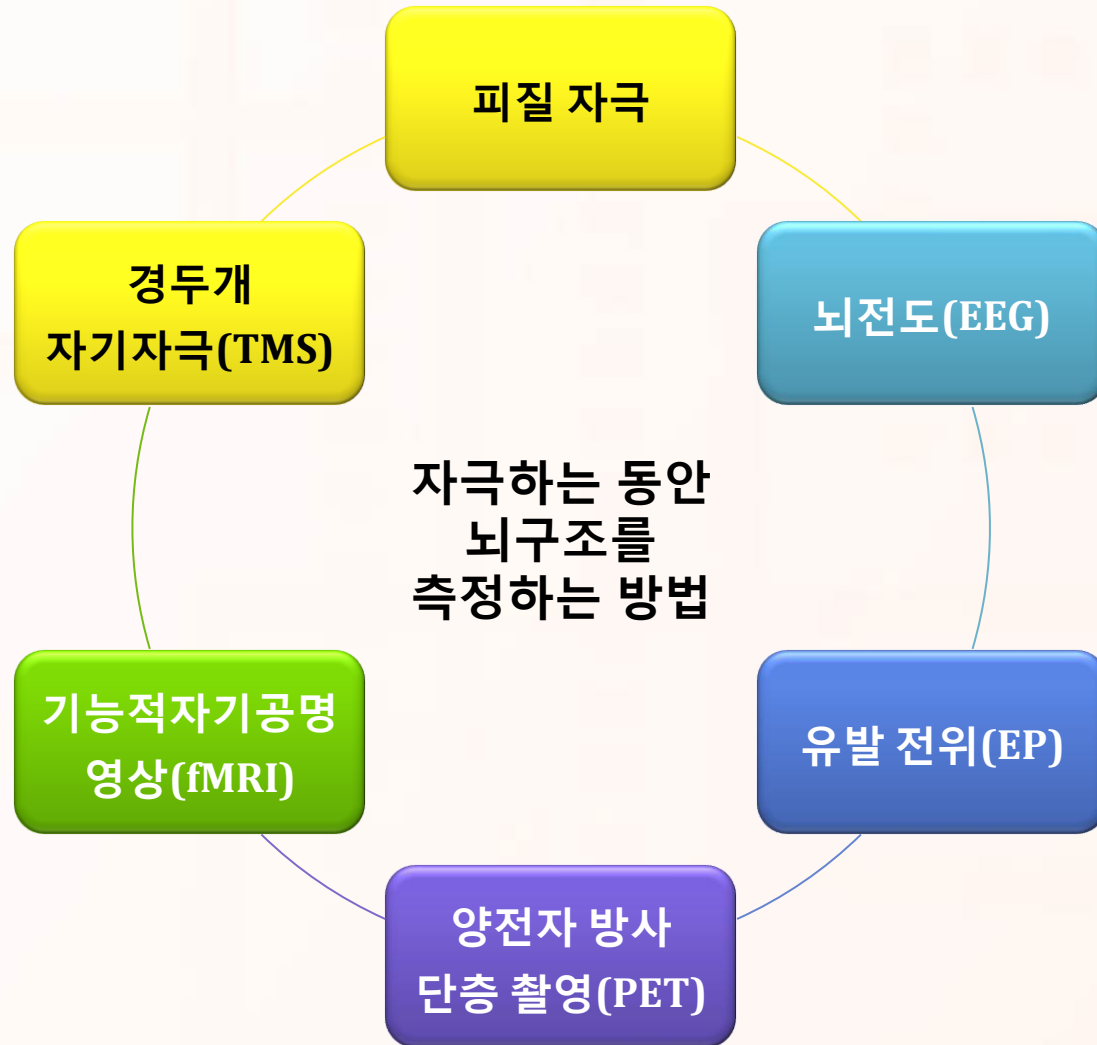 피질 자극
경두개
자기자극(TMS)
뇌전도(EEG)
자극하는 동안
뇌구조를
측정하는 방법
기능적자기공명
영상(fMRI)
유발 전위(EP)
양전자 방사
단층 촬영(PET)